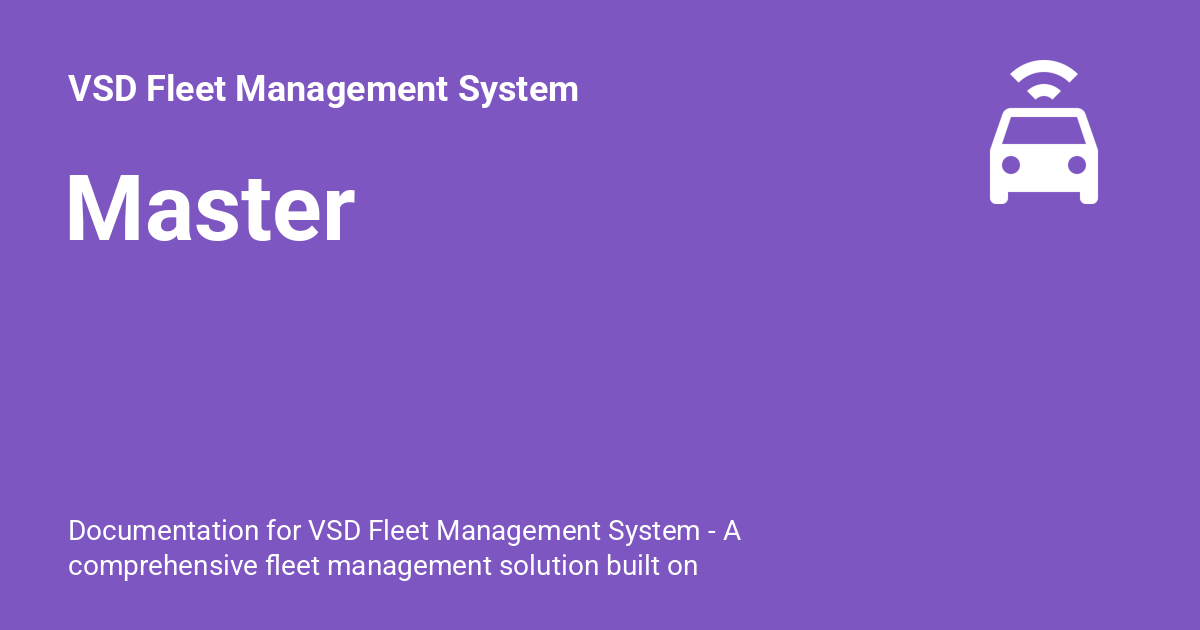 VSD Fleet Management System
Master
Documentation for VSD Fleet Management System - A
comprehensive fleet management solution built on